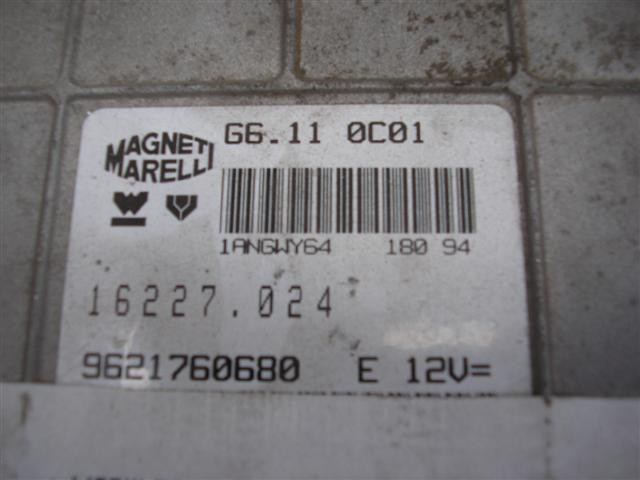 MAGNETI MARELLI
G6.11 0C01
1ANGWY64 180 94
16227.024
9621760680 E 12V=